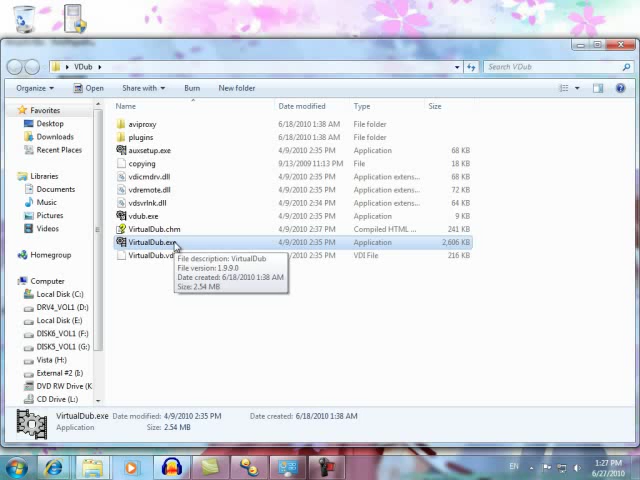 VDub
Search VDub
Organize Open Share with Burn New folder
Name Date modified Type Size
Favorites
Desktop
Downloads
Recent Places
Libraries
Documents
Music
Pictures
Videos
Homegroup
Computer
Local Disk (C:)
DRV4_VOL1 (D:)
Local Disk (E:)
DISK6_VOL1 (F:)
DISK5_VOL1 (G:)
Vista (H:)
External #2 (I:)
DVD RW Drive (K
CD Drive (L:)
aviproxy 6/18/2010 1:38 AM File folder
plugins 6/18/2010 1:38 AM File folder
auxsetup.exe 4/9/2010 2:35 PM Application 68 KB
copying 9/13/2009 11:13 PM File 18 KB
vdicmdrv.dll 4/9/2010 2:35 PM Application extens... 68 KB
vdremote.dll 4/9/2010 2:35 PM Application extens... 72 KB
vdsvrlnk.dll 4/9/2010 2:34 PM Application extens... 64 KB
vdub.exe 4/9/2010 2:35 PM Application 9 KB
VirtualDub.chm 4/9/2010 2:37 PM Compiled HTML ... 241 KB
VirtualDub.exe 4/9/2010 2:35 PM Application 2,606 KB
VirtualDub.vd 4/9/2010 2:35 PM VDI File 216 KB
File description: VirtualDub
File version: 1.9.9.0
Date created: 6/18/2010 1:38 AM
Size: 2.54 MB
VirtualDub.exe Date modified: 4/9/2010 2:35 PM Date created: 6/18/2010 1:38 AM
Application Size: 2.54 MB
EN
1:27 PM
6/27/2010